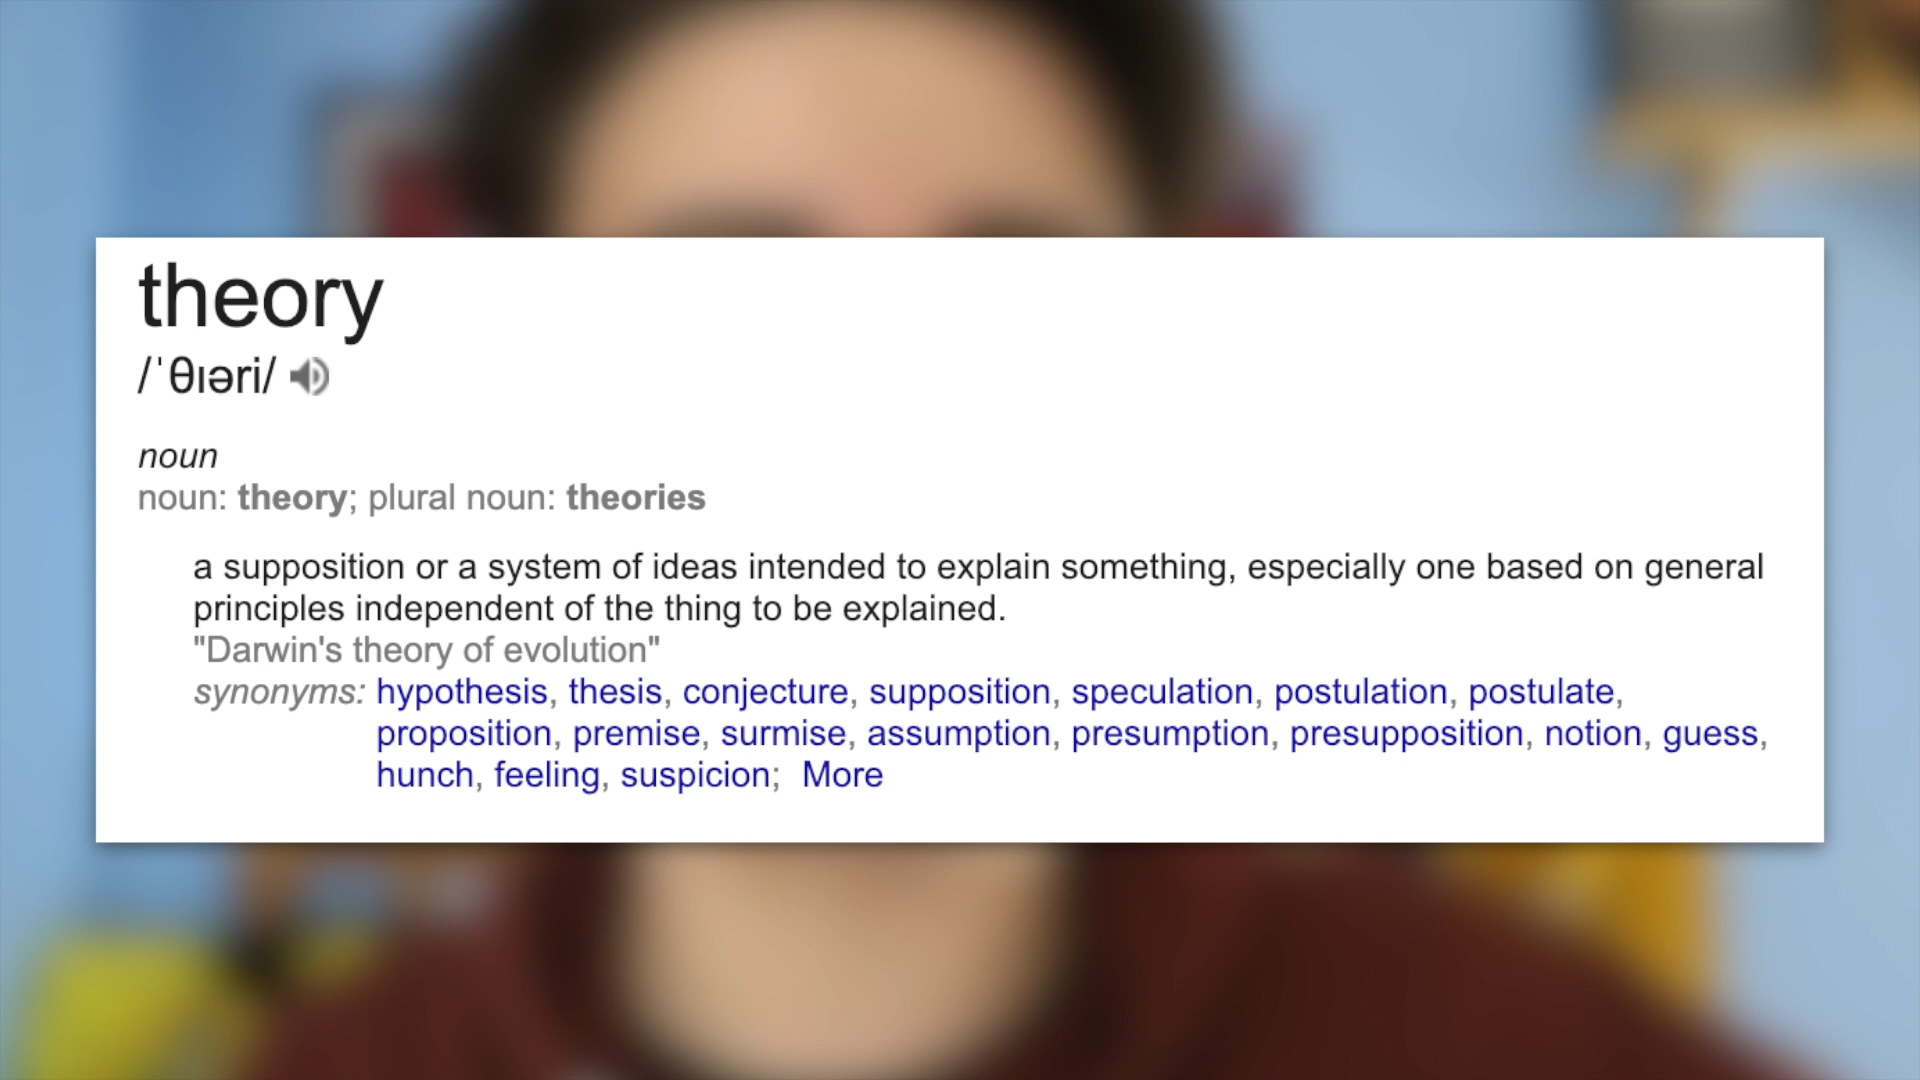 theory
/ˈθɪəri/
noun
noun: theory; plural noun: theories
a supposition or a system of ideas intended to explain something, especially one based on general
principles independent of the thing to be explained.
"Darwin's theory of evolution"
synonyms: hypothesis, thesis, conjecture, supposition, speculation, postulation, postulate,
proposition, premise, surmise, assumption, presumption, presupposition, notion, guess,
hunch, feeling, suspicion; More